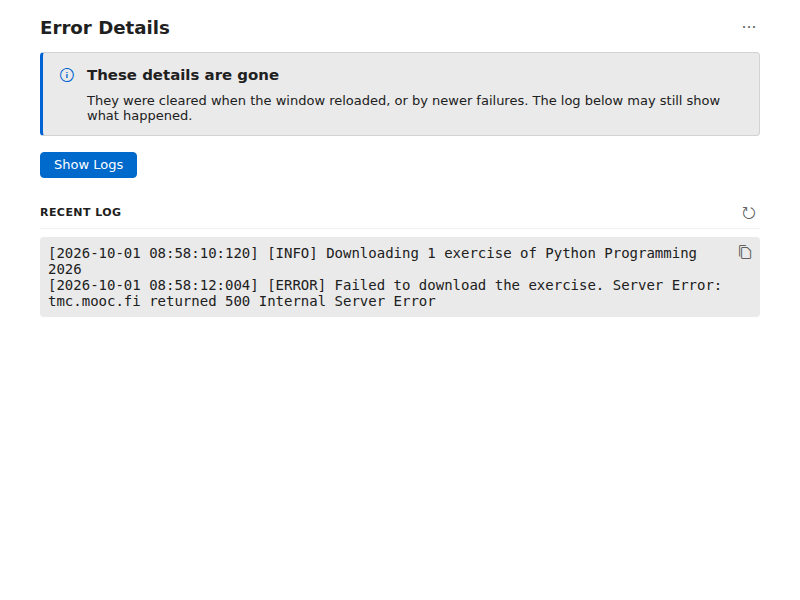 Error Details
These details are gone
They were cleared when the window reloaded, or by newer failures. The log below may still show
what happened.
Show Logs
RECENT LOG
[2026-10-01 08:58:10:120] [INFO] Downloading 1 exercise of Python Programming
2026
[2026-10-01 08:58:12:004] [ERROR] Failed to download the exercise. Server Error:
tmc.mooc.fi returned 500 Internal Server Error